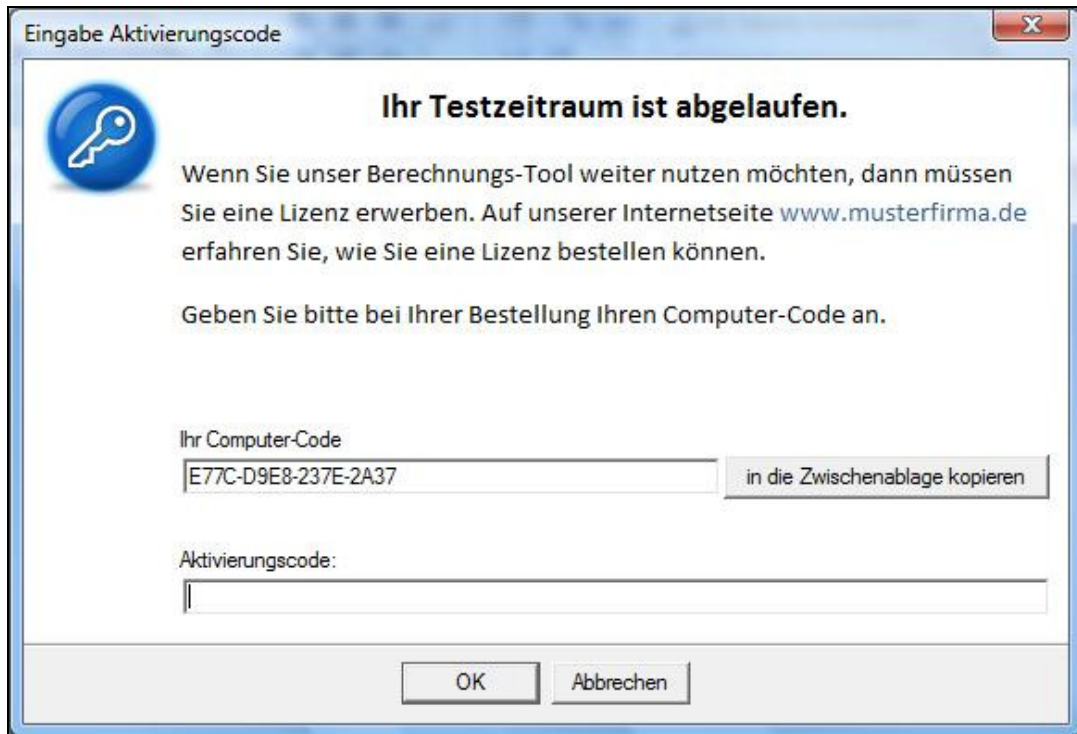 Eingabe Aktivierungscode
Ihr Testzeitraum ist abgelaufen.
Wenn Sie unser Berechnungs-Tool weiter nutzen möchten, dann müssen
Sie eine Lizenz erwerben. Auf unserer Internetseite www.musterfirma.de
erfahren Sie, wie Sie eine Lizenz bestellen können.
Geben Sie bitte bei Ihrer Bestellung Ihren Computer-Code an.
Ihr Computer-Code
E77C-D9E8-237E-2A37
in die Zwischenablage kopieren
Aktivierungscode:
OK
Abbrechen